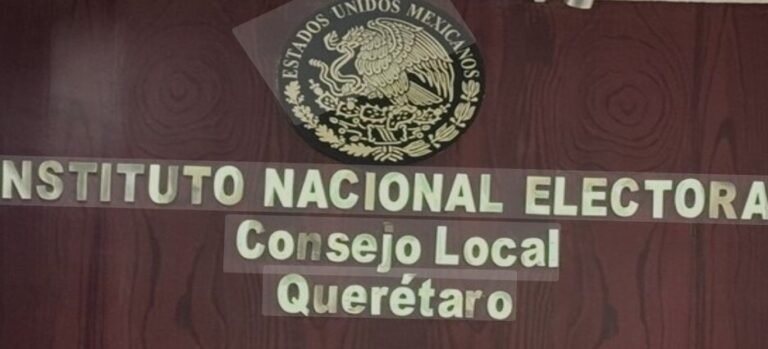 ESTADOS UNIDOS MEXICANOS
NSTITUTO NACIONAL ELECTORA
Consejo Local
Querétaro